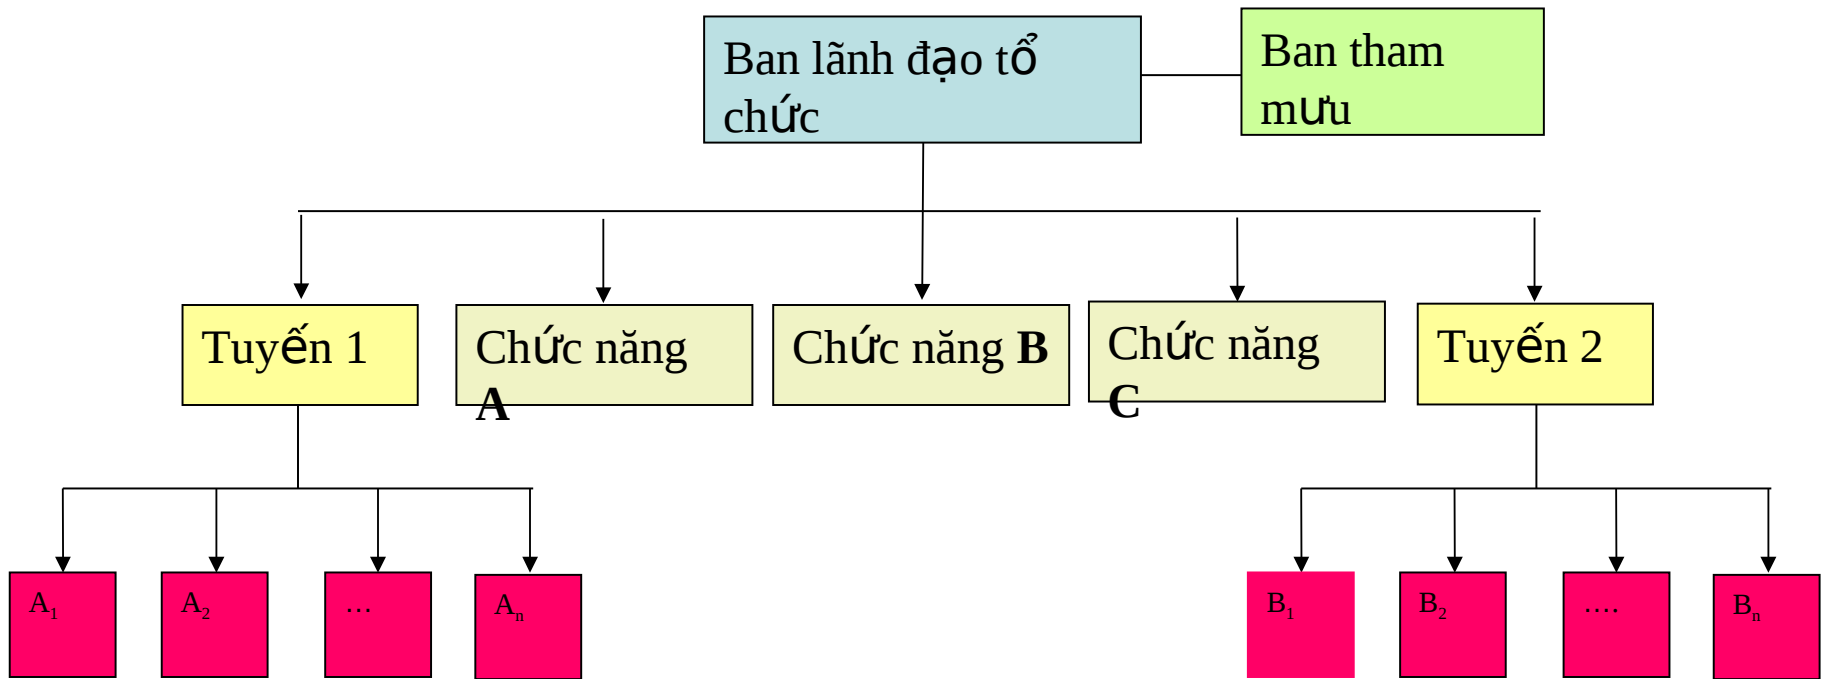 Ban lãnh đạo tổ
chức
Ban tham
mưu
Tuyến 1
Chức năng
A
Chức năng B
Chức năng
C
Tuyến 2
A₁
A₂
…
Aₙ
B₁
B₂
….
Bₙ